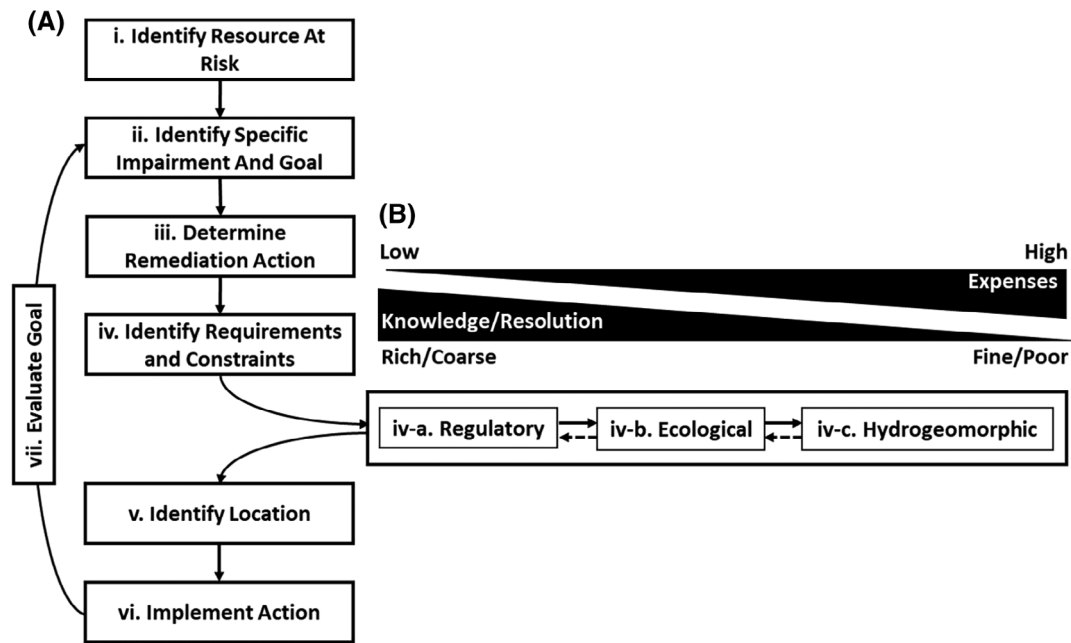 (A)
i. Identify Resource At
Risk
ii. Identify Specific
Impairment And Goal
iii. Determine
Remediation Action
iv. Identify Requirements
and Constraints
vii. Evaluate Goal
v. Identify Location
vi. Implement Action
(B)
Low
High
Expenses
Knowledge/Resolution
Rich/Coarse
Fine/Poor
iv-a. Regulatory
iv-b. Ecological
iv-c. Hydrogeomorphic